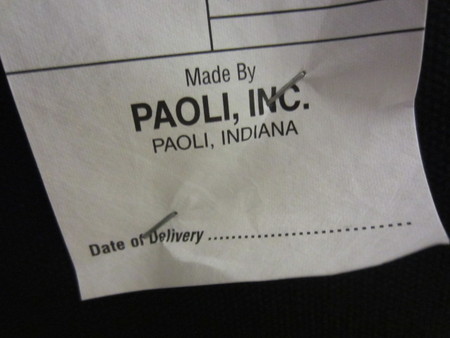 Made By
PAOLI, INC.
PAOLI, INDIANA
Date of Delivery ........................................